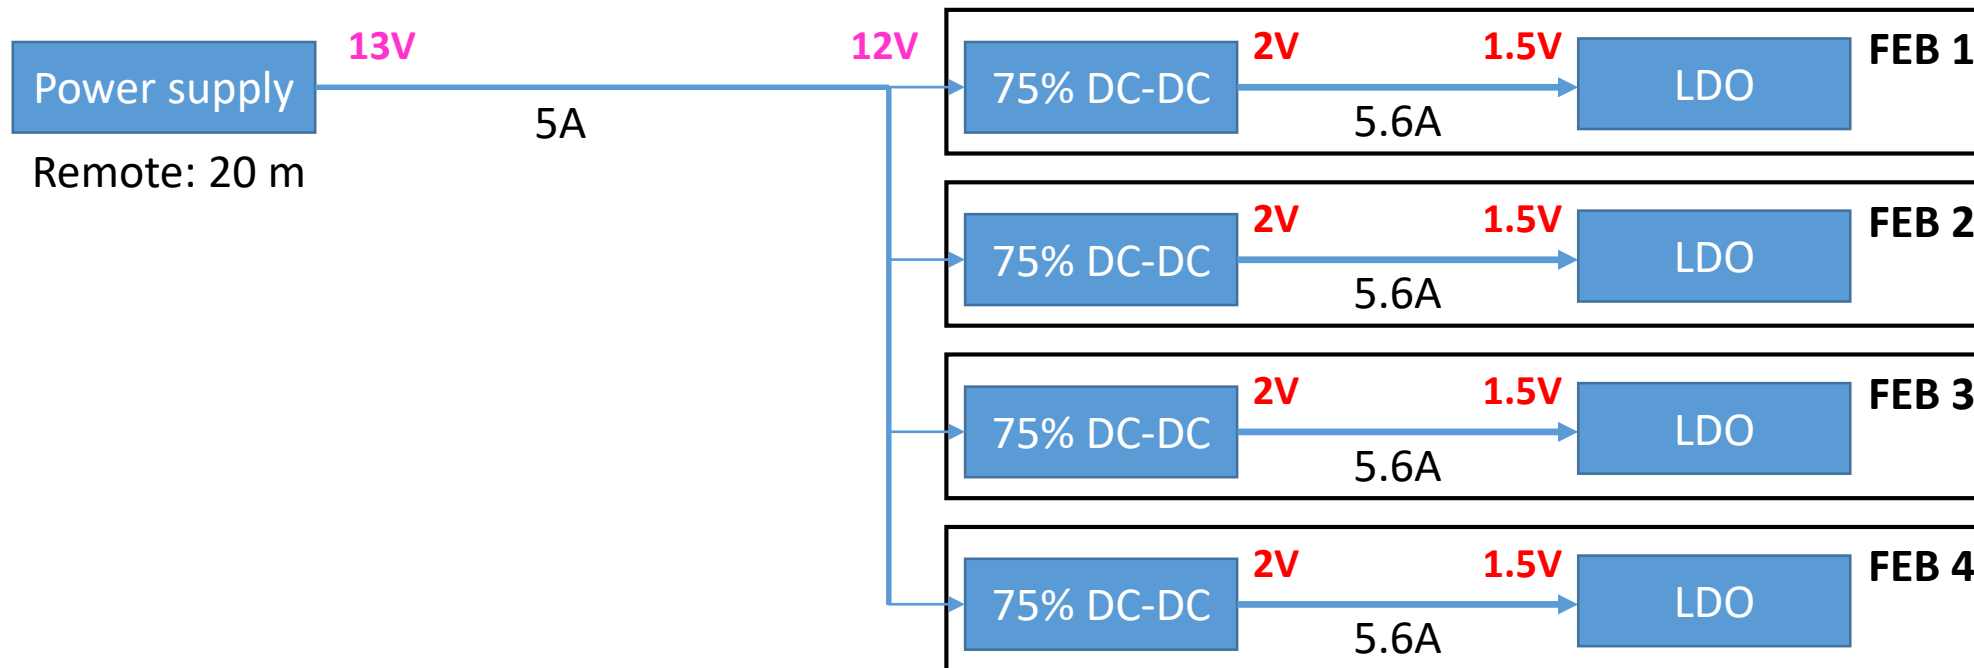 13V
12V
Power supply
5A
Remote: 20 m
75% DC-DC
2V
1.5V
5.6A
LDO
FEB 1
75% DC-DC
2V
1.5V
5.6A
LDO
FEB 2
75% DC-DC
2V
1.5V
5.6A
LDO
FEB 3
75% DC-DC
2V
1.5V
5.6A
LDO
FEB 4